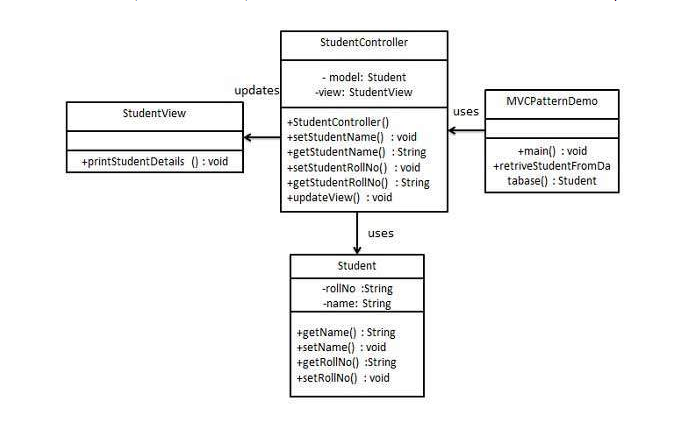 StudentController
- model: Student
-view: StudentView
+StudentController()
+setStudentName() : void
+getStudentName() : String
+setStudentRollNo() : void
+getStudentRollNo() : String
+updateView() : void
updates
StudentView
+printStudentDetails () : void
uses
MVCPatternDemo
+main() : void
+retriveStudentFromDa
tabase() : Student
uses
Student
-rollNo :String
-name: String
+getName() : String
+setName() : void
+getRollNo() :String
+setRollNo() : void